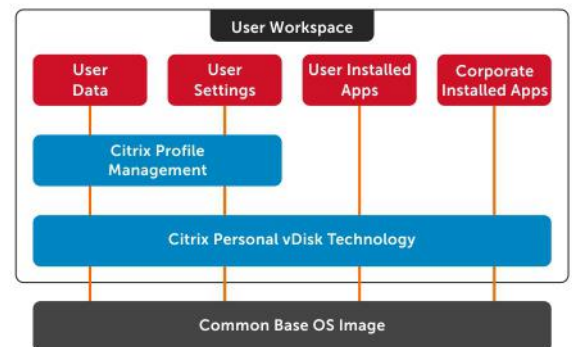 User Workspace
User
Data
User
Settings
User Installed
Apps
Corporate
Installed Apps
Citrix Profile
Management
Citrix Personal vDisk Technology
Common Base OS Image